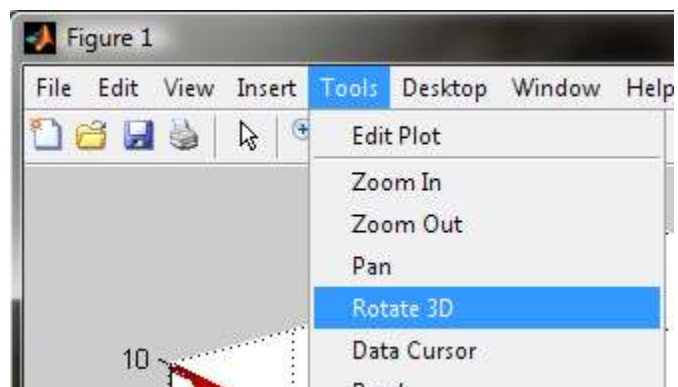 Figure 1
File Edit View Insert Tools Desktop Window Help
Edit Plot
Zoom In
Zoom Out
Pan
Rotate 3D
Data Cursor
10